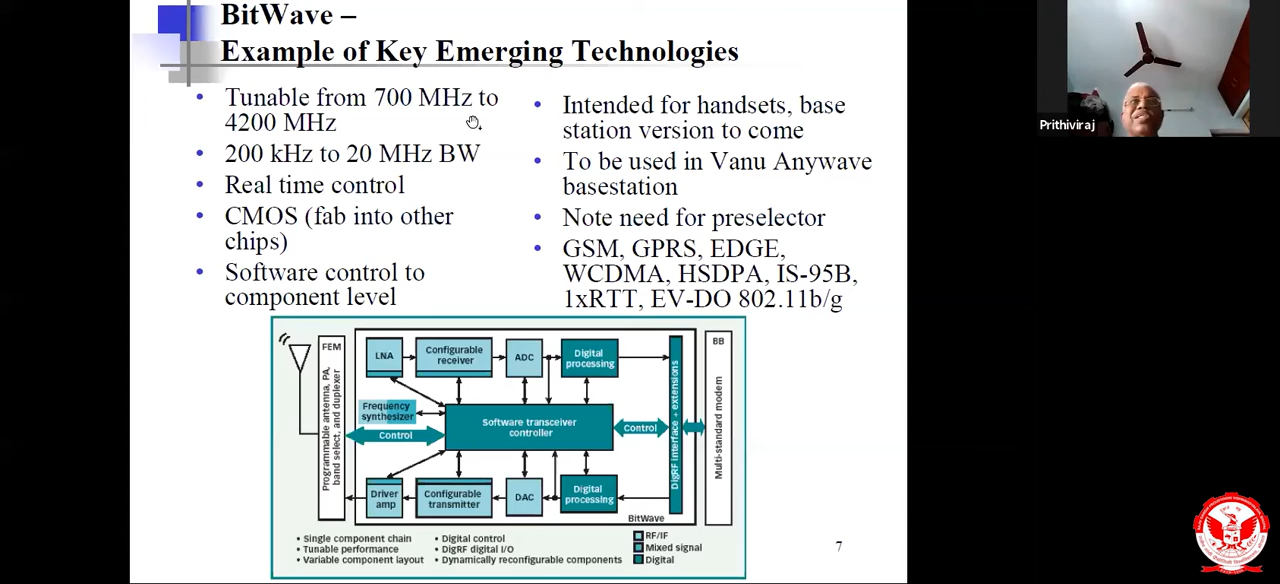 BitWave –
Example of Key Emerging Technologies
• Tunable from 700 MHz to
4200 MHz
• 200 kHz to 20 MHz BW
• Real time control
• CMOS (fab into other
chips)
• Software control to
component level
• Intended for handsets, base
station version to come
• To be used in Vanu Anywave
basestation
• Note need for preselector
• GSM, GPRS, EDGE,
WCDMA, HSDPA, IS-95B,
1xRTT, EV-DO 802.11b/g
FEM
Programmable antenna, PA,
band select, and duplexer
LNA
Configurable
receiver
ADC
Digital
processing
Frequency
synthesizer
Control
Software transceiver
controller
Control
DigRF interface + extensions
BB
Multi-standard modem
Driver
amp
Configurable
transmitter
DAC
Digital
processing
BitWave
• Single component chain
• Tunable performance
• Variable component layout
• Digital control
• DigRF digital I/O
• Dynamically reconfigurable components
RF/IF
Mixed signal
Digital
7
Prithiviraj